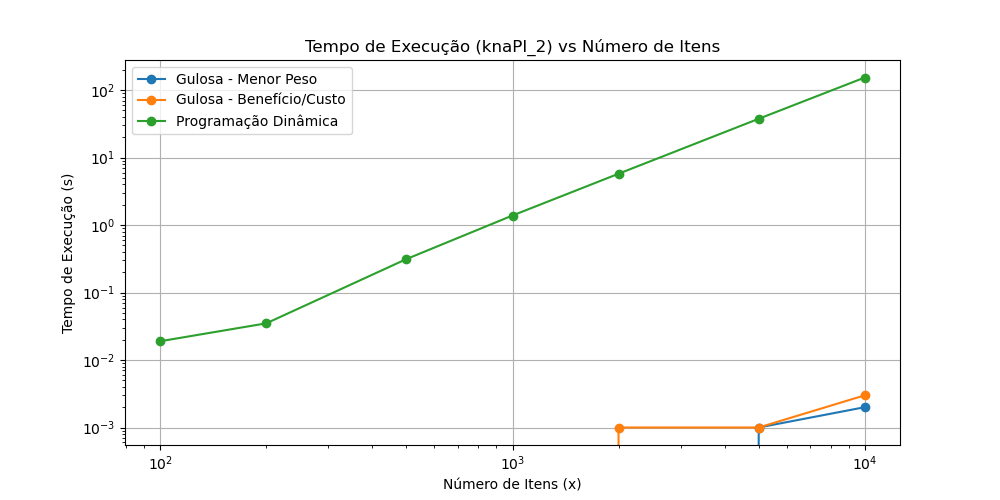 Tempo de Execução (knaPI_2) vs Número de Itens
Gulosa - Menor Peso
Gulosa - Benefício/Custo
Programação Dinâmica
Tempo de Execução (s)
10²
10¹
10⁰
10⁻¹
10⁻²
10⁻³
10²
10³
10⁴
Número de Itens (x)